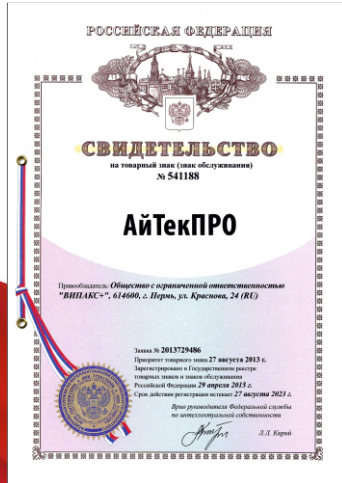 РОССИЙСКАЯ ФЕДЕРАЦИЯ
СВИДЕТЕЛЬСТВО
на товарный знак (знак обслуживания)
№ 541188
АйТекПРО
Правообладатель: Общество с ограниченной ответственностью
"ВИПАКС+", 614600, г. Пермь, ул. Краснова, 24 (RU)
Заявка № 2013729486
Приоритет товарного знака 27 августа 2013 г.
Зарегистрировано в Государственном реестре
товарных знаков и знаков обслуживания
Российской Федерации 29 апреля 2015 г.
Срок действия регистрации истекает 27 августа 2023 г.
Врио руководителя Федеральной службы
по интеллектуальной собственности
Л.Л. Кирий